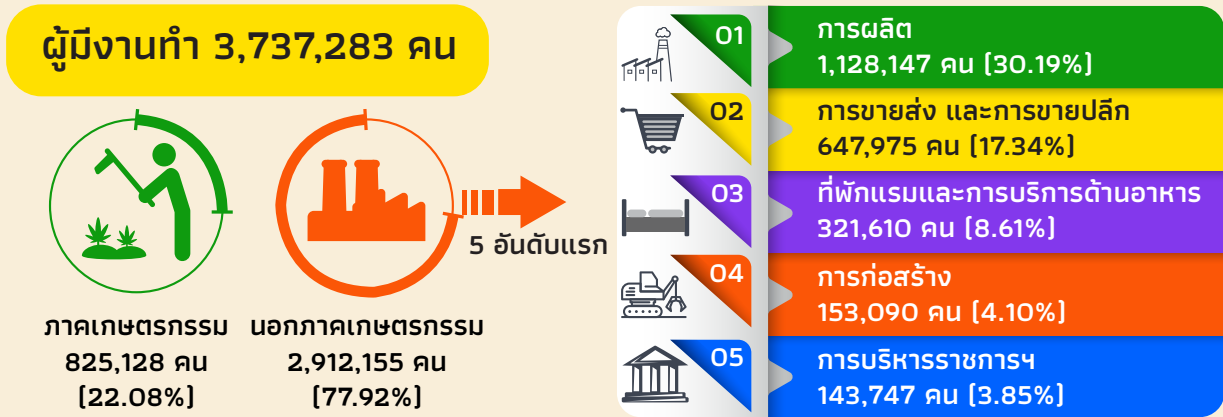 ผู้มีงานทำ 3,737,283 คน
ภาคเกษตรกรรม
825,128 คน
(22.08%)
นอกภาคเกษตรกรรม
2,912,155 คน
(77.92%)
5 อันดับแรก
01
การผลิต
1,128,147 คน (30.19%)
02
การขายส่ง และการขายปลีก
647,975 คน (17.34%)
03
ที่พักแรมและการบริการด้านอาหาร
321,610 คน (8.61%)
04
การก่อสร้าง
153,090 คน (4.10%)
05
การบริหารราชการฯ
143,747 คน (3.85%)